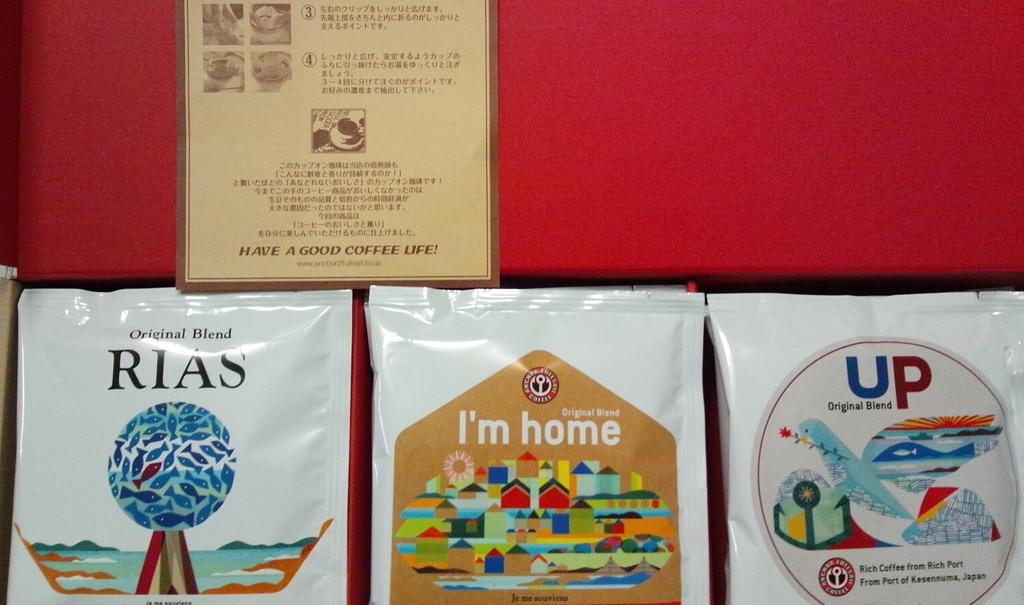 ③ 左右のクリップをしっかりと広げます。
先端上部をきちんと内に折るのがしっかりと
支えるポイントです。
④ しっかりと広げ、安定するようカップの
ふちに引っ掛けたらお湯をゆっくりと注ぎ
ましょう。
3〜4回に分けて注ぐのがポイントです。
お好みの濃度まで抽出して下さい。
このカップオン珈琲は当店の焙煎師も
「こんなに鮮度と香りが持続するのか!」
と驚いたほどの「あなどれないおいしさ」のカップオン珈琲です!
今までこの手のコーヒー商品がおいしくなかったのは
生豆そのものの品質と焙煎からの時間経過が
大きな要因だったのではないかと思います。
今回の商品は
「コーヒーのおいしさと薫り」
を存分に楽しんでいただけるものに仕上げました。
HAVE A GOOD COFFEE LIFE!
www.anchor2fullsail.co.jp
Original Blend
RIAS
Je me souviens
ANCHOR FULLSAIL COFFEE
Original Blend
I'm home
Je me souviens
UP
Original Blend
ANCHOR FULLSAIL COFFEE
Rich Coffee from Rich Port
From Port of Kesennuma, Japan